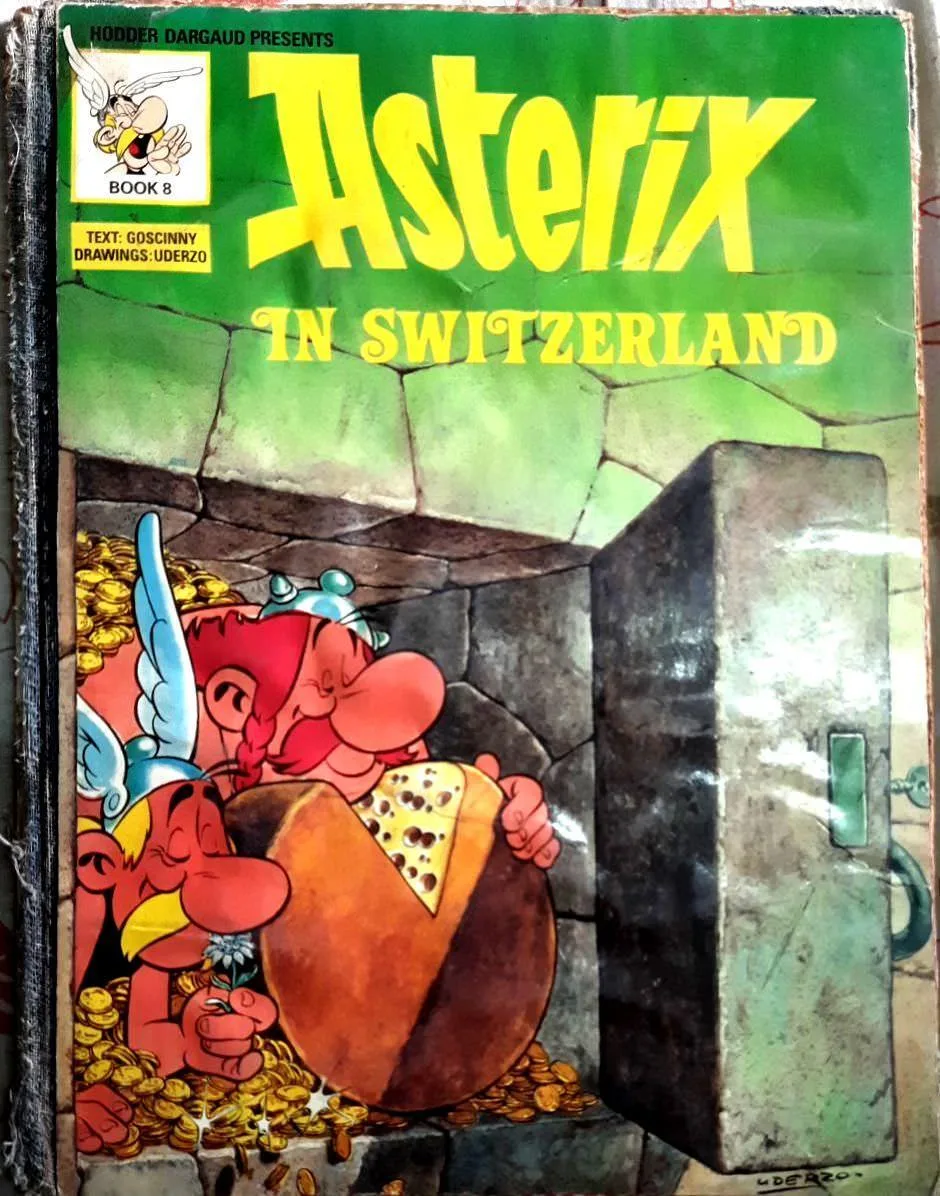 HODDER DARGAUD PRESENTS
BOOK 8
TEXT: GOSCINNY
DRAWINGS: UDERZO
Asterix
IN SWITZERLAND
UDERZO